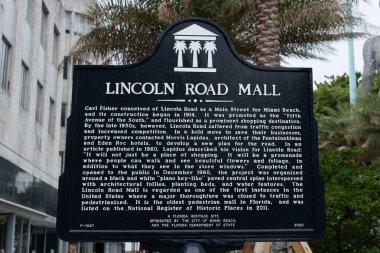 LINCOLN ROAD MALL
Carl Fisher conceived of Lincoln Road as a Main Street for Miami Beach,
and its construction began in 1914. It was promoted as the "Fifth
Avenue of the South," and flourished as a prominent shopping destination.
By the late 1950s, however, Lincoln Road suffered from traffic congestion
and increased competition. In a bold move to save their business,
property owners contacted Morris Lapidus, architect of the Fontainebleau
and Eden Roc hotels, to develop a new plan for the road. In an
article published in 1960, Lapidus described his vision for Lincoln Road:
"It will not just be a place of shopping. It will be a promenade
where people can walk and see beautiful flowers and foliage, in
addition to what they see in the store windows." Completed and
opened to the public in December 1960, the project was organized
around a black and white "piano key-like" paved central spine interspersed
with architectural follies, planting beds, and water features. The
Lincoln Road Mall is regarded as one of the first instances in the
United States where a major thoroughfare was closed to traffic and
pedestrianized. It is the oldest pedestrian mall in Florida, and was
listed on the National Register of Historic Places in 2011.
A FLORIDA HERITAGE SITE
SPONSORED BY THE CITY OF MIAMI BEACH
F-1097 AND THE FLORIDA DEPARTMENT OF STATE 2020